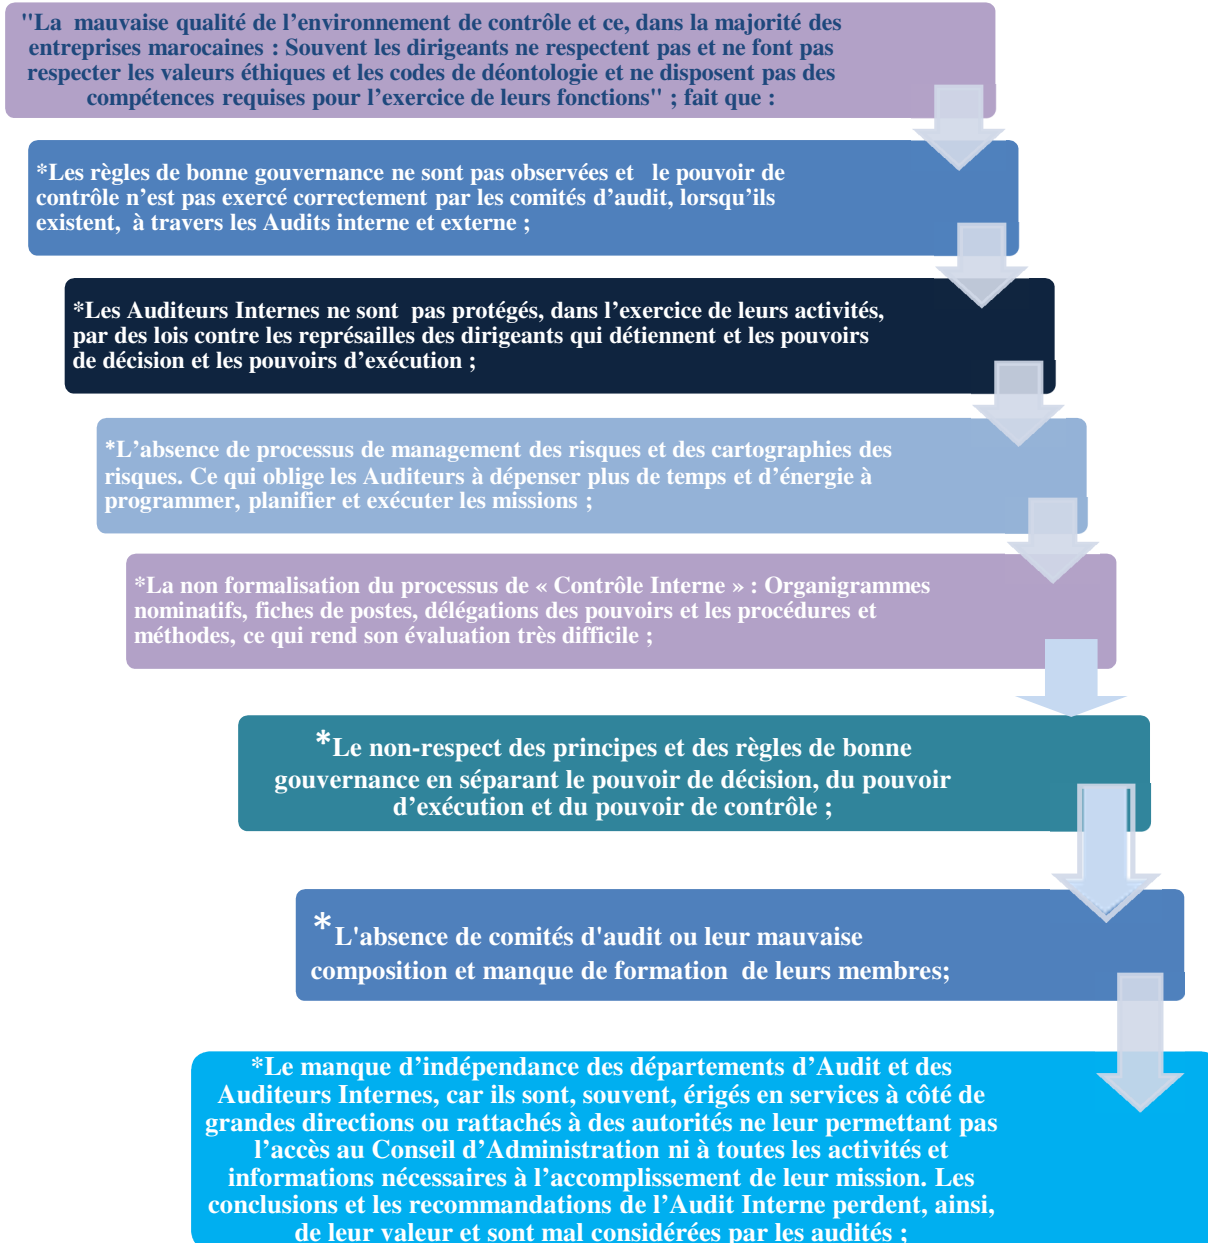 "La mauvaise qualité de l’environnement de contrôle et ce, dans la majorité des
entreprises marocaines : Souvent les dirigeants ne respectent pas et ne font pas
respecter les valeurs éthiques et les codes de déontologie et ne disposent pas des
compétences requises pour l’exercice de leurs fonctions" ; fait que :
*Les règles de bonne gouvernance ne sont pas observées et le pouvoir de
contrôle n’est pas exercé correctement par les comités d’audit, lorsqu’ils
existent, à travers les Audits interne et externe ;
*Les Auditeurs Internes ne sont pas protégés, dans l’exercice de leurs activités,
par des lois contre les représailles des dirigeants qui détiennent et les pouvoirs
de décision et les pouvoirs d’exécution ;
*L’absence de processus de management des risques et des cartographies des
risques. Ce qui oblige les Auditeurs à dépenser plus de temps et d’énergie à
programmer, planifier et exécuter les missions ;
*La non formalisation du processus de « Contrôle Interne » : Organigrammes
nominatifs, fiches de postes, délégations des pouvoirs et les procédures et
méthodes, ce qui rend son évaluation très difficile ;
*Le non-respect des principes et des règles de bonne
gouvernance en séparant le pouvoir de décision, du pouvoir
d’exécution et du pouvoir de contrôle ;
*L'absence de comités d'audit ou leur mauvaise
composition et manque de formation de leurs membres;
*Le manque d’indépendance des départements d’Audit et des
Auditeurs Internes, car ils sont, souvent, érigés en services à côté de
grandes directions ou rattachés à des autorités ne leur permettant pas
l’accès au Conseil d’Administration ni à toutes les activités et
informations nécessaires à l’accomplissement de leur mission. Les
conclusions et les recommandations de l’Audit Interne perdent, ainsi,
de leur valeur et sont mal considérées par les audités ;